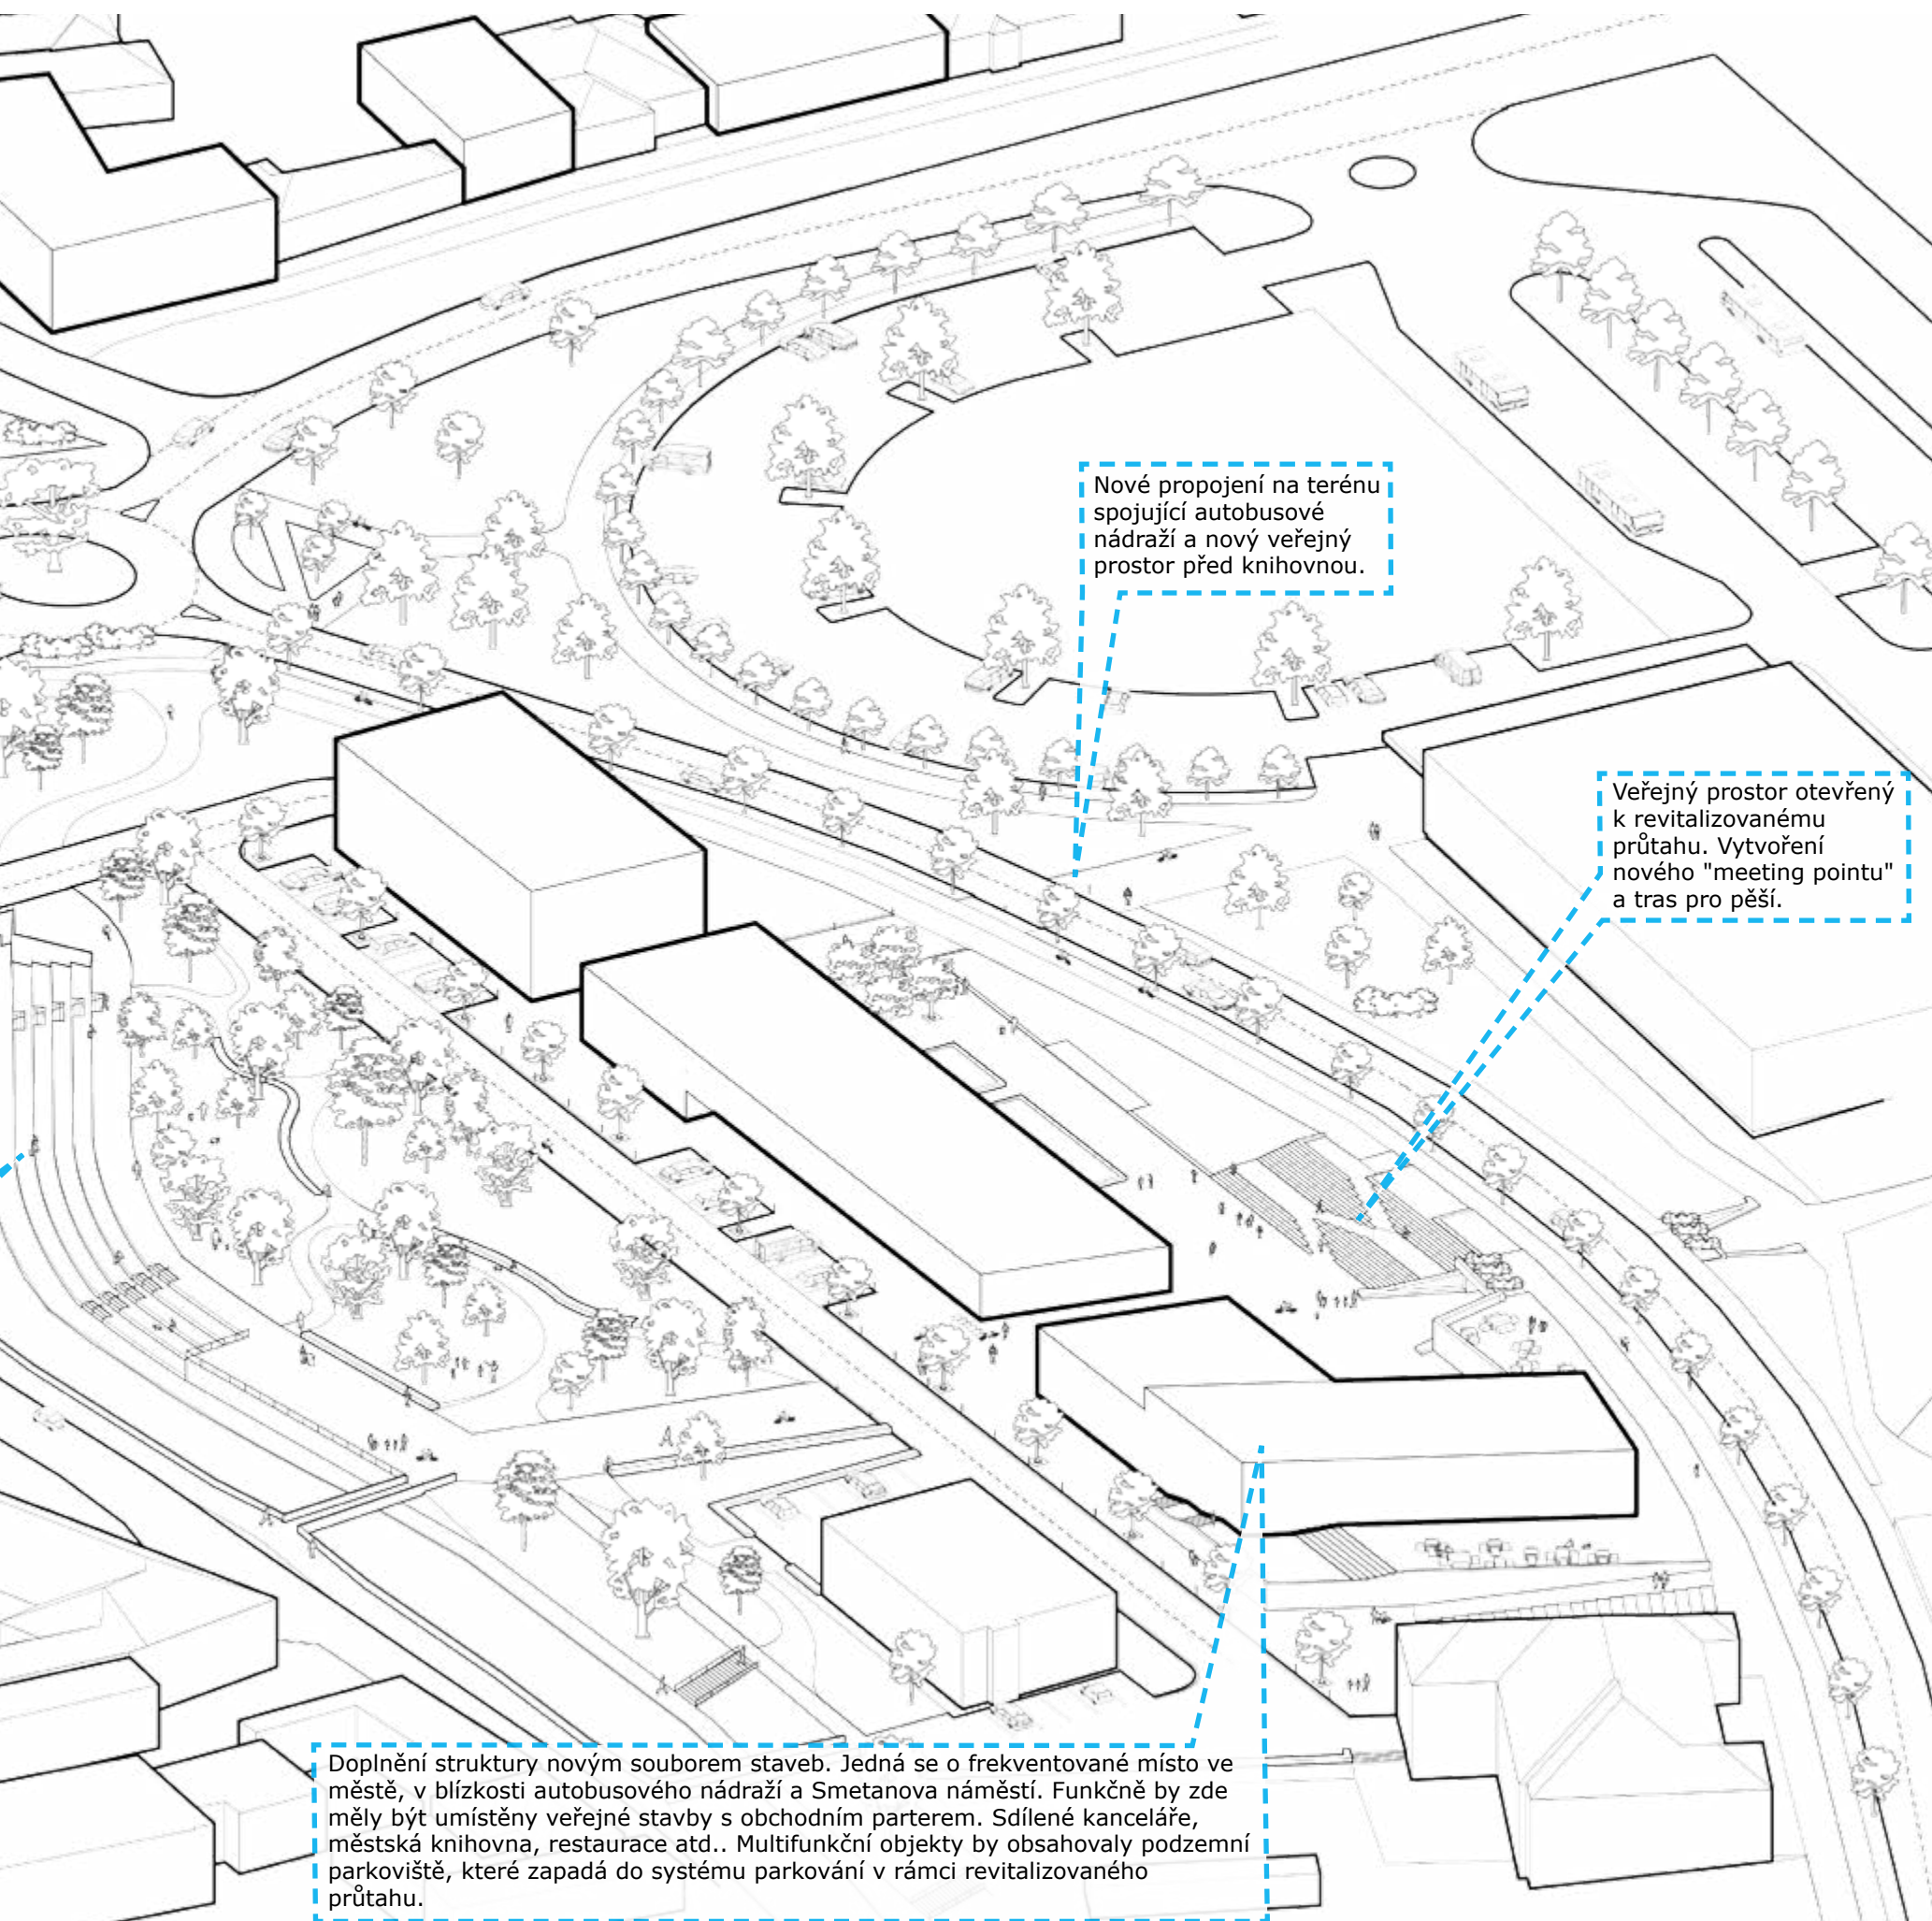 Nové propojení na terénu
spojující autobusové
nádraží a nový veřejný
prostor před knihovnou.
Veřejný prostor otevřený
k revitalizovanému
průtahu. Vytvoření
nového "meeting pointu"
a tras pro pěší.
Doplnění struktury novým souborem staveb. Jedná se o frekventované místo ve
městě, v blízkosti autobusového nádraží a Smetanova náměstí. Funkčně by zde
měly být umístěny veřejné stavby s obchodním parterem. Sdílené kanceláře,
městská knihovna, restaurace atd.. Multifunkční objekty by obsahovaly podzemní
parkoviště, které zapadá do systému parkování v rámci revitalizovaného
průtahu.